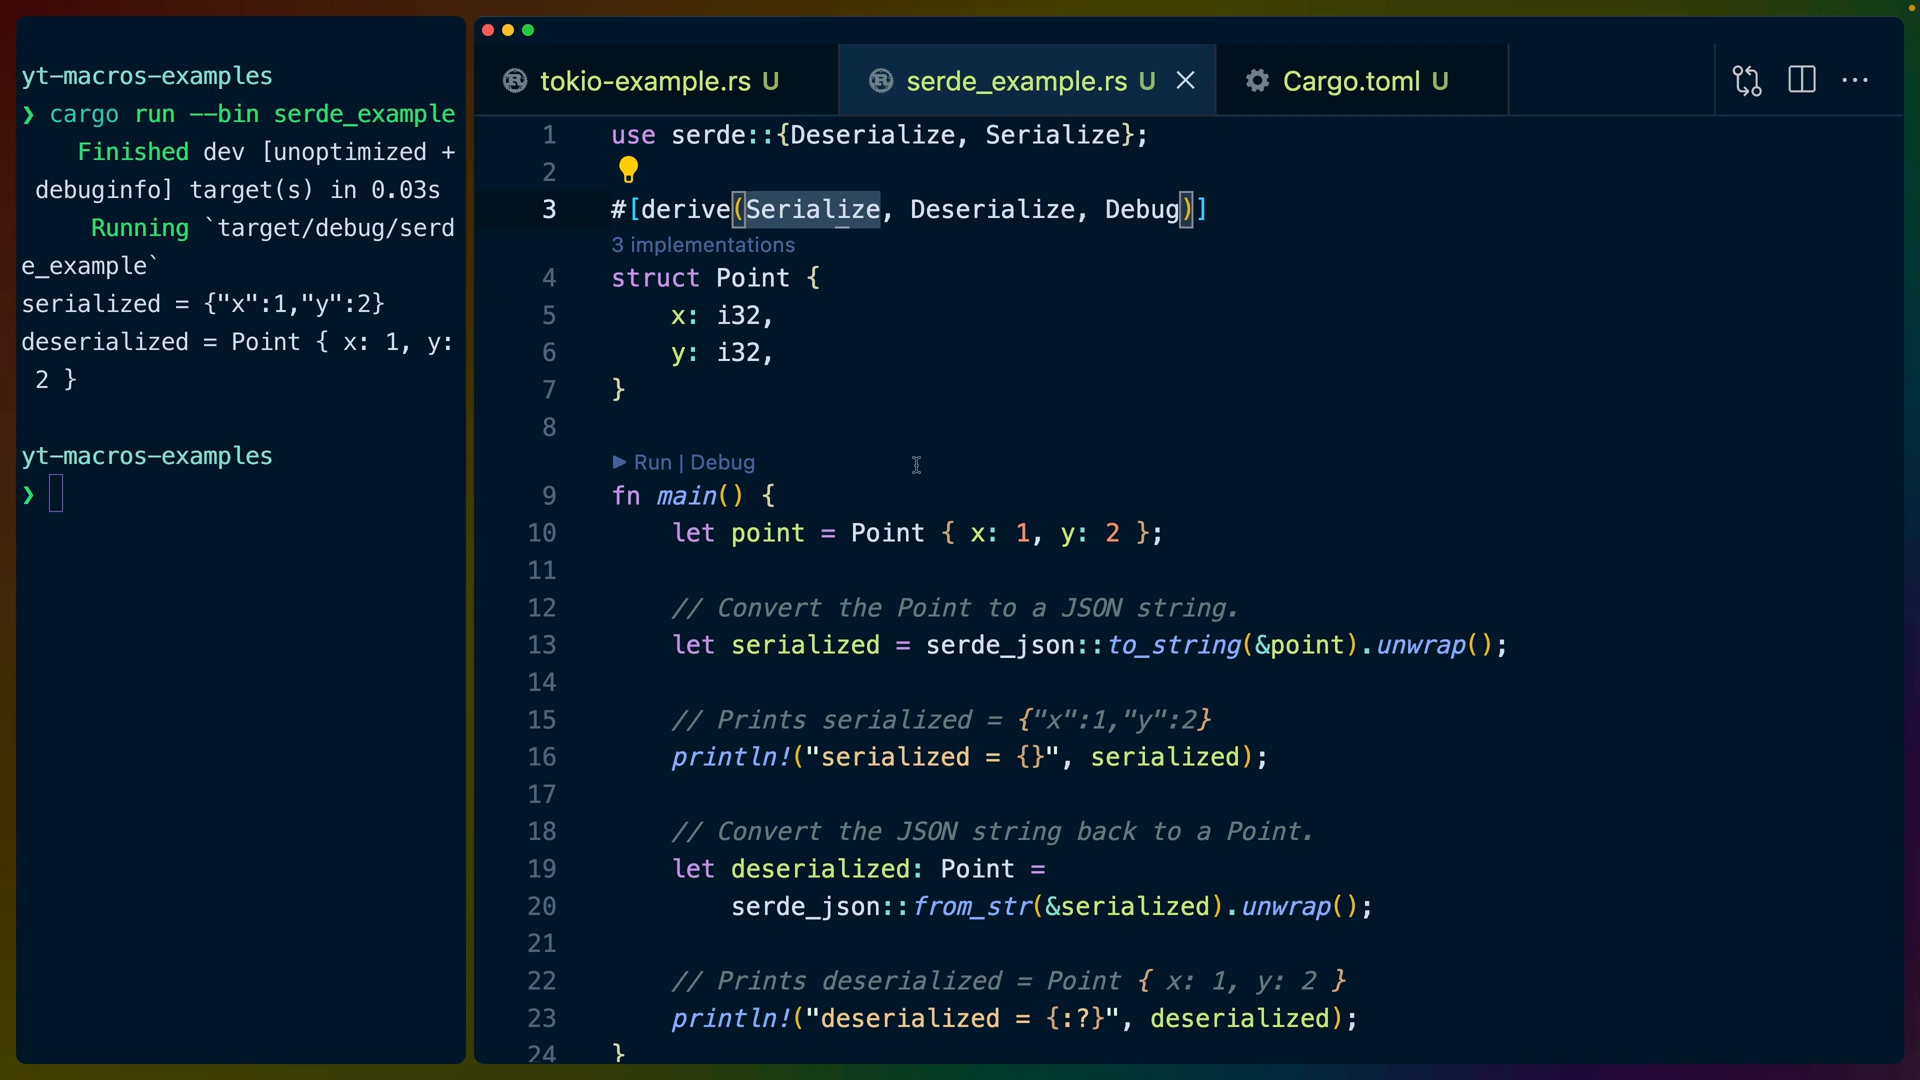 yt-macros-examples
❯ cargo run --bin serde_example
Finished dev [unoptimized +
debuginfo] target(s) in 0.03s
Running `target/debug/serd
e_example`
serialized = {"x":1,"y":2}
deserialized = Point { x: 1, y:
2 }
yt-macros-examples
❯
tokio-example.rs U
serde_example.rs U
Cargo.toml U
1 use serde::{Deserialize, Serialize};
2
3 #[derive(Serialize, Deserialize, Debug)]
3 implementations
4 struct Point {
5     x: i32,
6     y: i32,
7 }
8
▶ Run | Debug
9 fn main() {
10     let point = Point { x: 1, y: 2 };
11
12     // Convert the Point to a JSON string.
13     let serialized = serde_json::to_string(&point).unwrap();
14
15     // Prints serialized = {"x":1,"y":2}
16     println!("serialized = {}", serialized);
17
18     // Convert the JSON string back to a Point.
19     let deserialized: Point =
20         serde_json::from_str(&serialized).unwrap();
21
22     // Prints deserialized = Point { x: 1, y: 2 }
23     println!("deserialized = {:?}", deserialized);
24 }